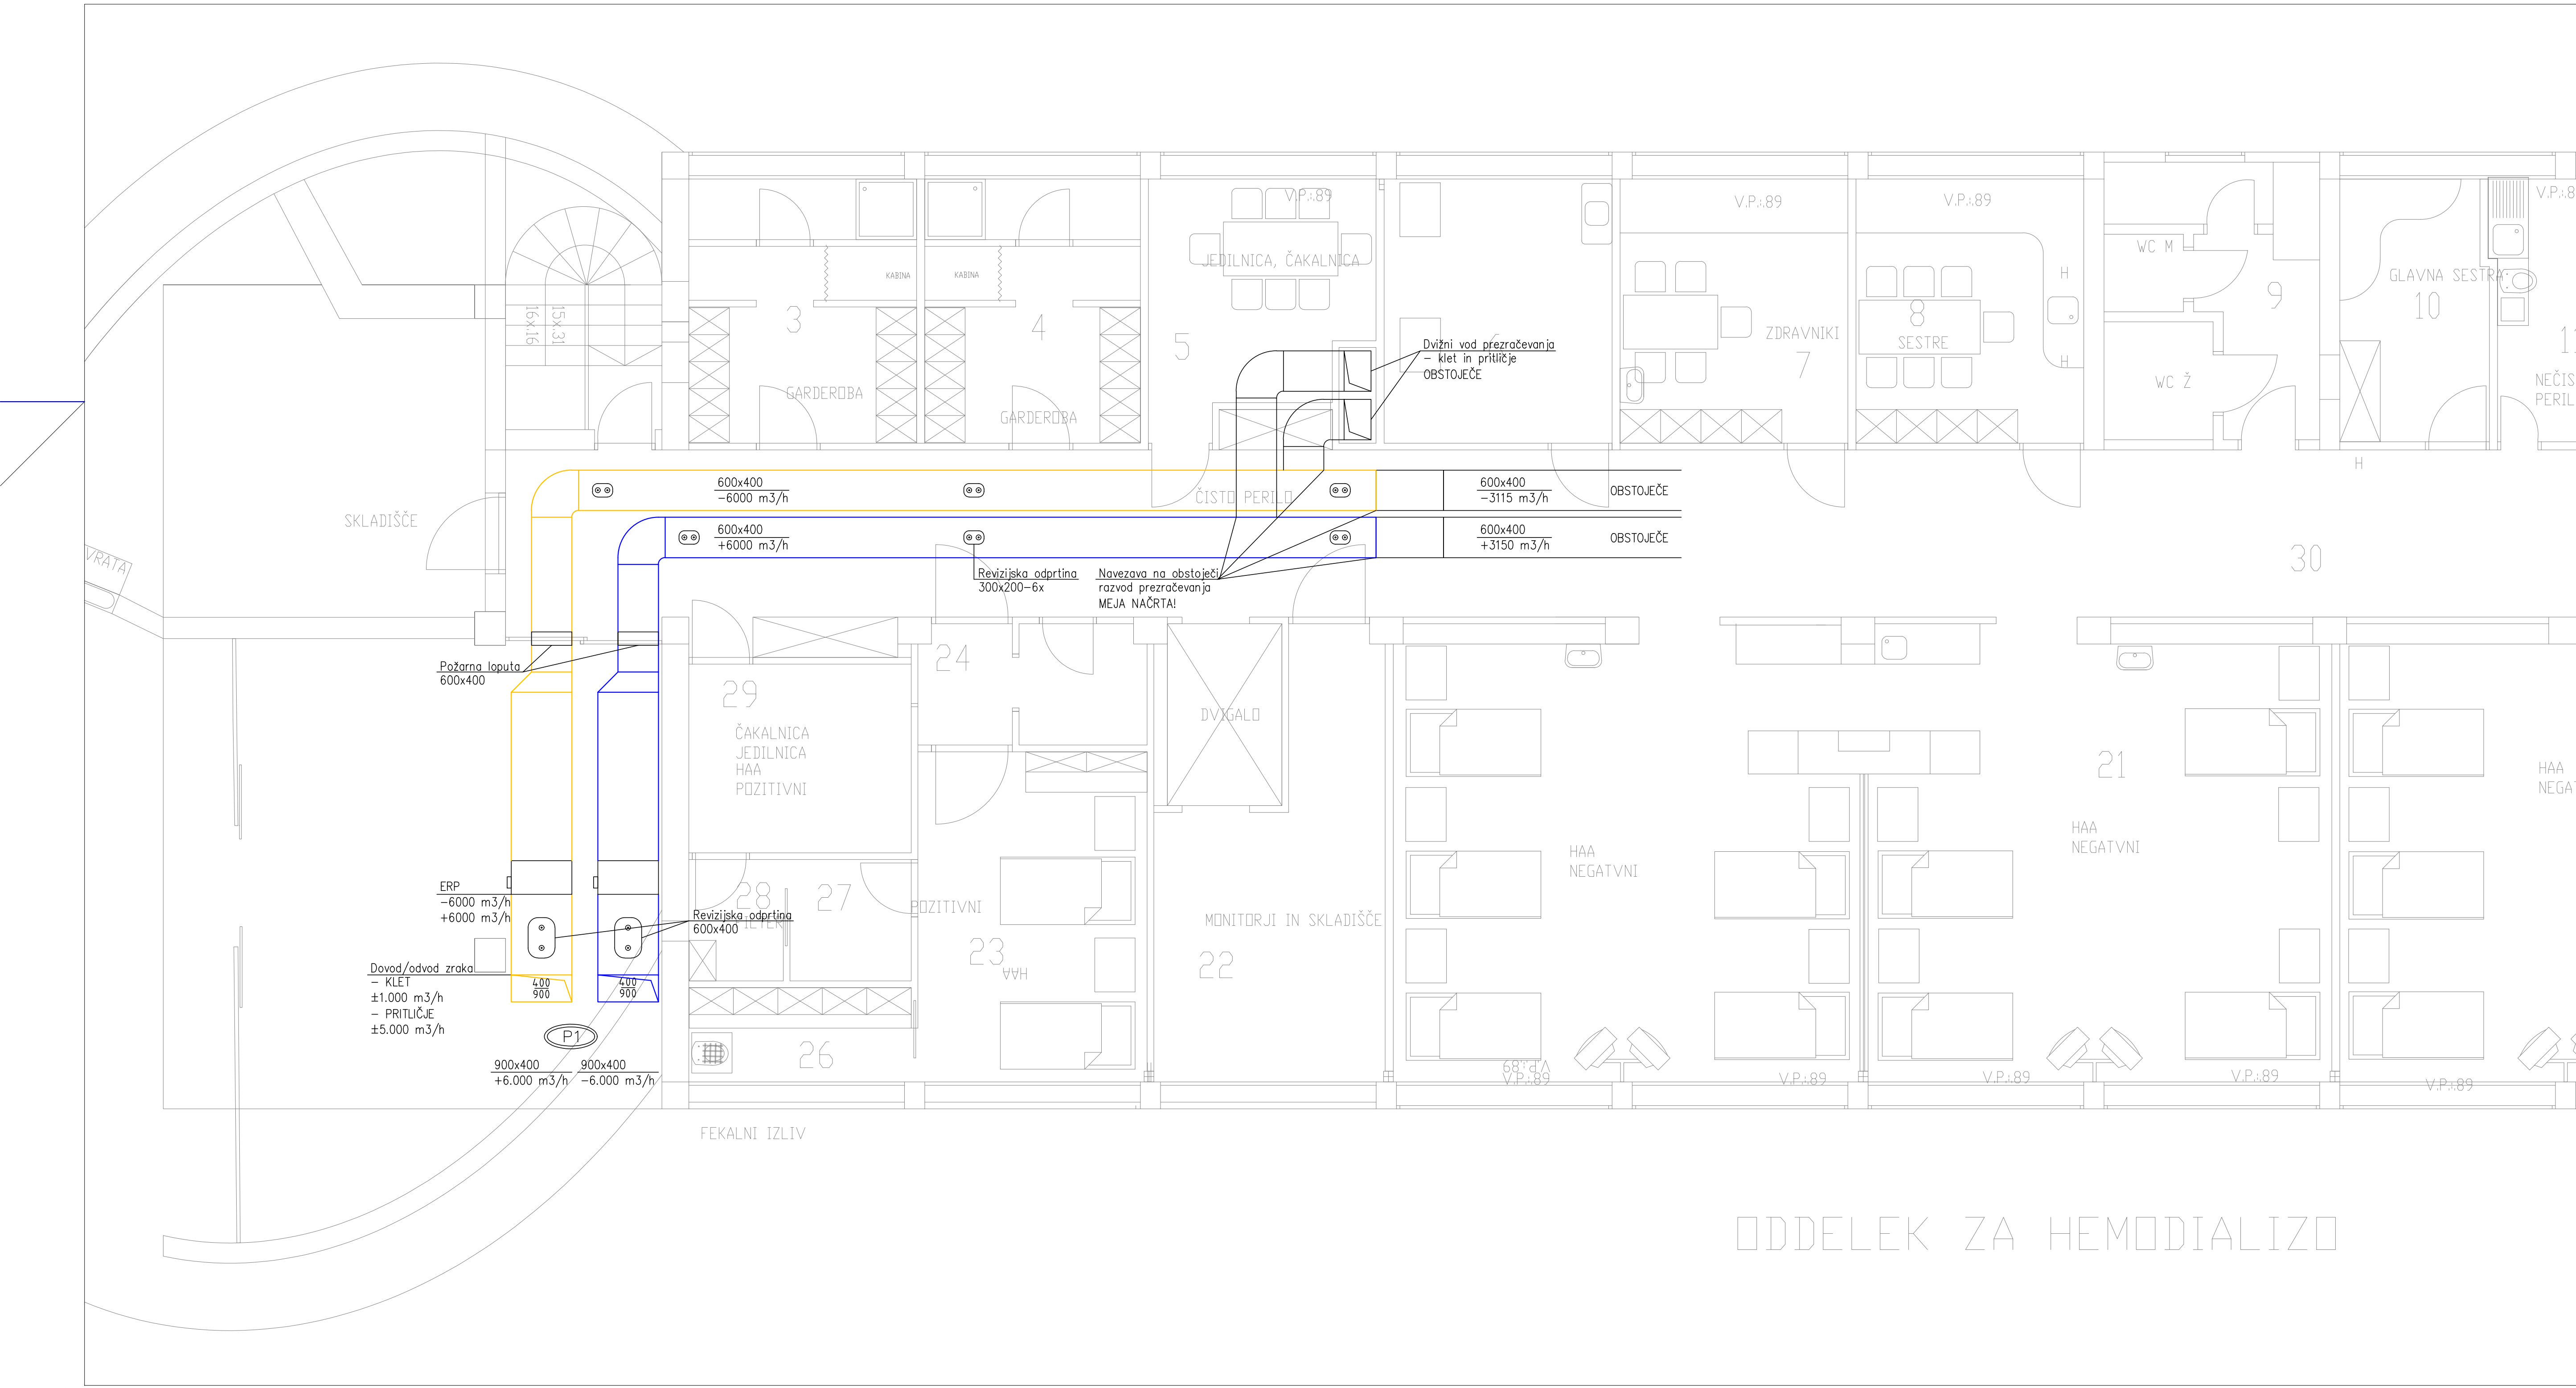 V.P.:89
V.P.:89
V.P.:89
WC M
KABINA
KABINA
JEDILNICA, ČAKALNICA
H
GLAVNA SESTRA:
9
10
16x.16
15x.31
3
4
5
8
ZDRAVNIKI
SESTRE
7
H
Dvižni vod prezračevanja
- klet in pritličje
OBSTOJEČE
WC Ž
GARDEROBA
GARDEROBA
H
600x400
-6000 m3/h
ČISTO PERILO
600x400
-3115 m3/h
OBSTOJEČE
SKLADIŠČE
600x400
+6000 m3/h
600x400
+3150 m3/h
OBSTOJEČE
30
VRATA
Revizijska odprtina
300x200-6x
Navezava na obstoječi
razvod prezračevanja
MEJA NAČRTA!
Požarna loputa
600x400
24
29
ČAKALNICA
JEDILNICA
HAA
POZITIVNI
DVIGALO
21
HAA
NEGATVNI
HAA
NEGATVNI
HAA
ERP
-6000 m3/h
+6000 m3/h
28
27
POZITIVNI
Revizijska odprtina
600x400
MONITORJI IN SKLADIŠČE
23
HAA
22
Dovod/odvod zraka
- KLET
±1.000 m3/h
- PRITLIČJE
±5.000 m3/h
400
900
400
900
P1
26
900x400
+6.000 m3/h
900x400
-6.000 m3/h
V.P.:89
V.P.:89
V.P.:89
V.P.:89
V.P.:89
V.P.:89
FEKALNI IZLIV
ODDELEK ZA HEMODIALIZO